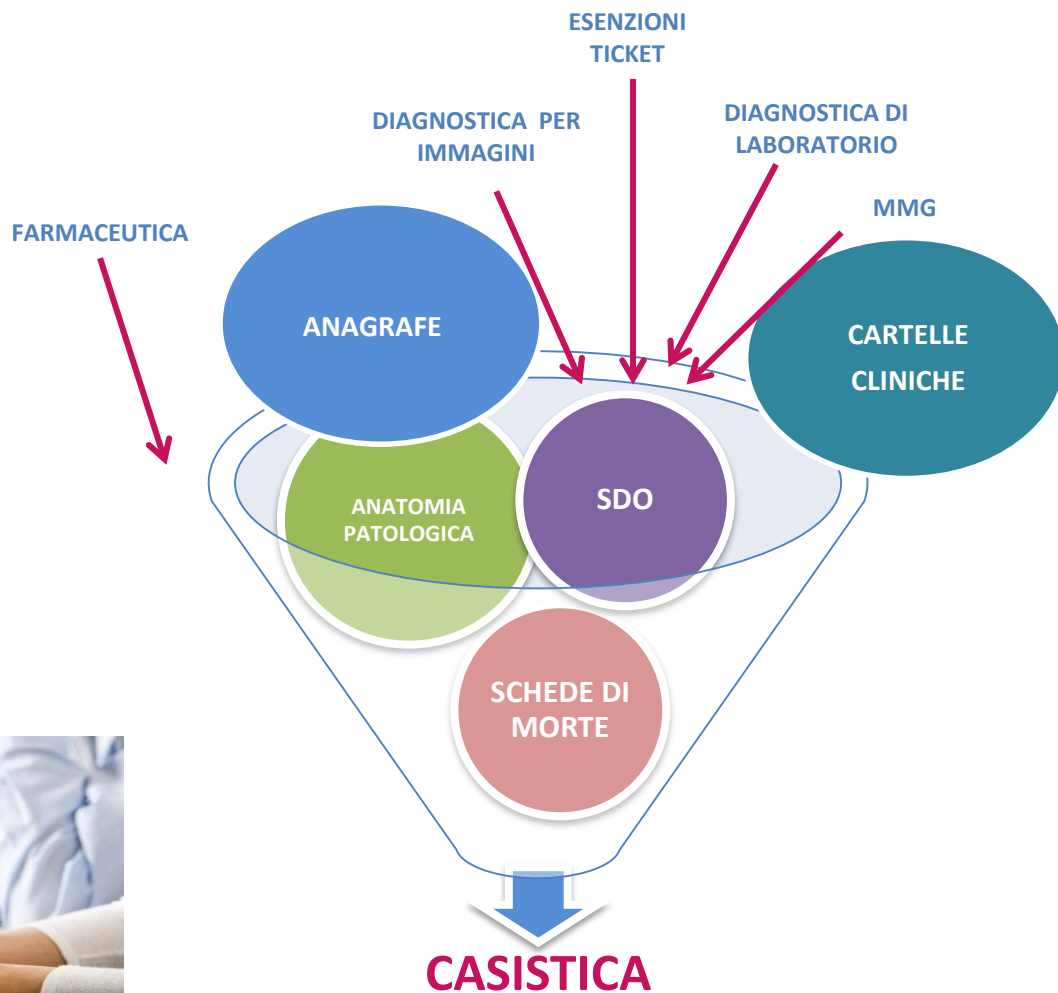 ESENZIONI
TICKET
DIAGNOSTICA PER
IMMAGINI
DIAGNOSTICA DI
LABORATORIO
MMG
FARMACEUTICA
ANAGRAFE
CARTELLE
CLINICHE
ANATOMIA
PATOLOGICA
SDO
SCHEDE DI
MORTE
CASISTICA